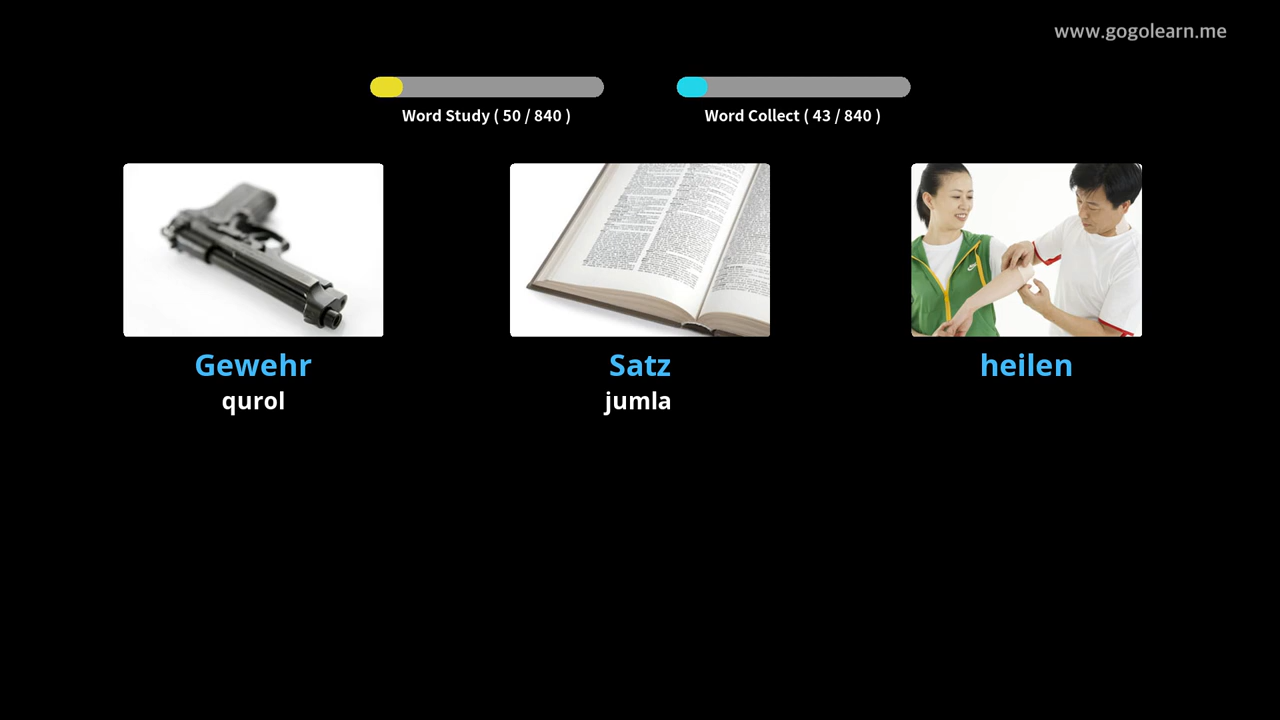 www.gogolearn.me
Word Study ( 50 / 840 )
Word Collect ( 43 / 840 )
Gewehr
qurol
Satz
jumla
heilen